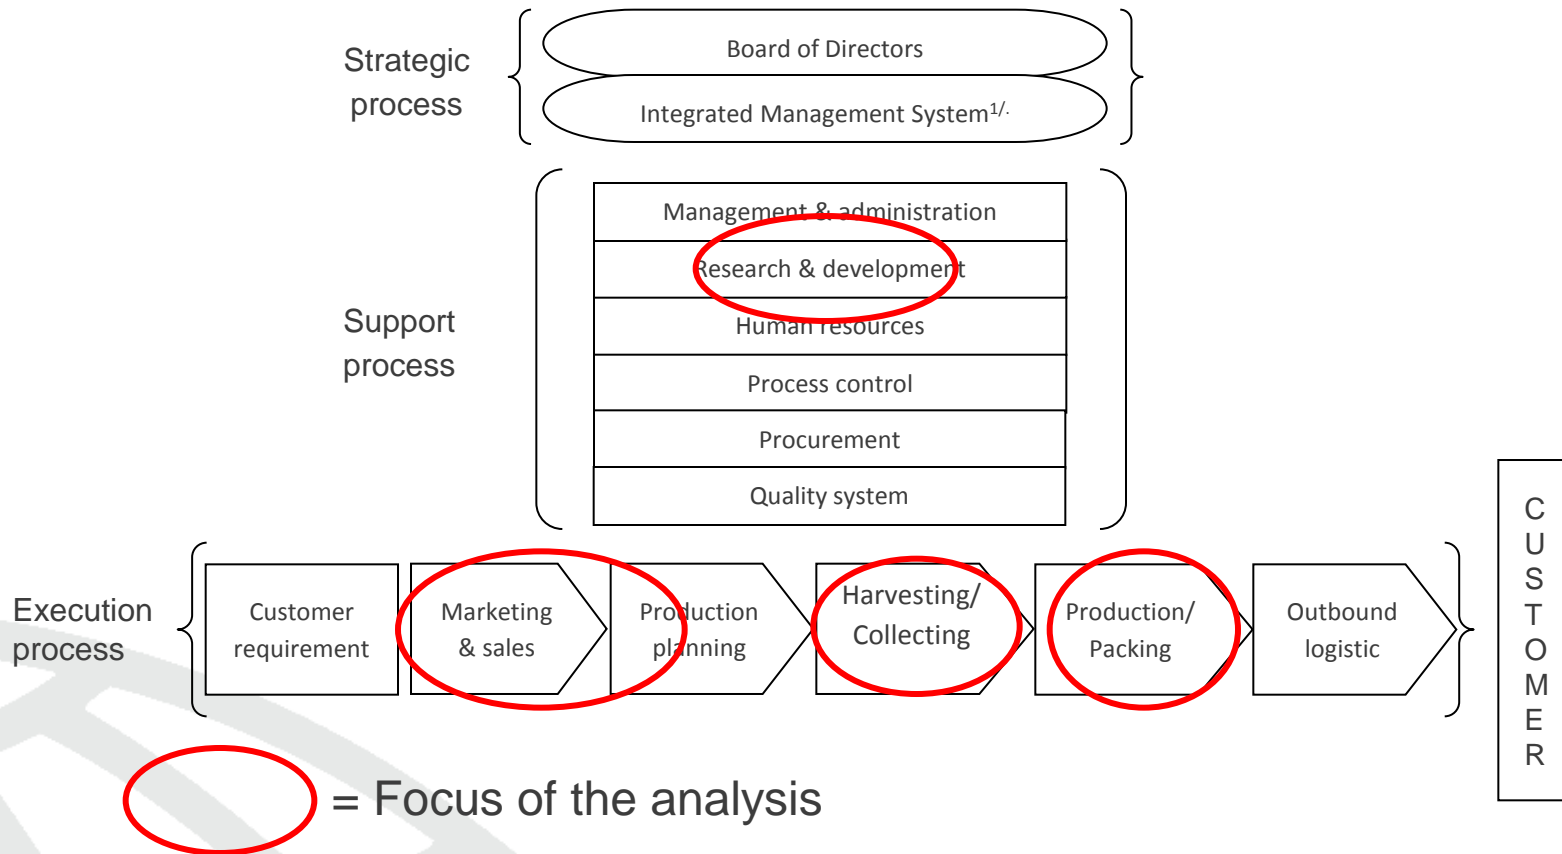 Strategic
process
Board of Directors
Integrated Management System1/.
Support
process
Management & administration
Research & development
Human resources
Process control
Procurement
Quality system
Execution
process
Customer
requirement
Marketing
& sales
Production
planning
Harvesting/
Collecting
Production/
Packing
Outbound
logistic
C
U
S
T
O
M
E
R
= Focus of the analysis